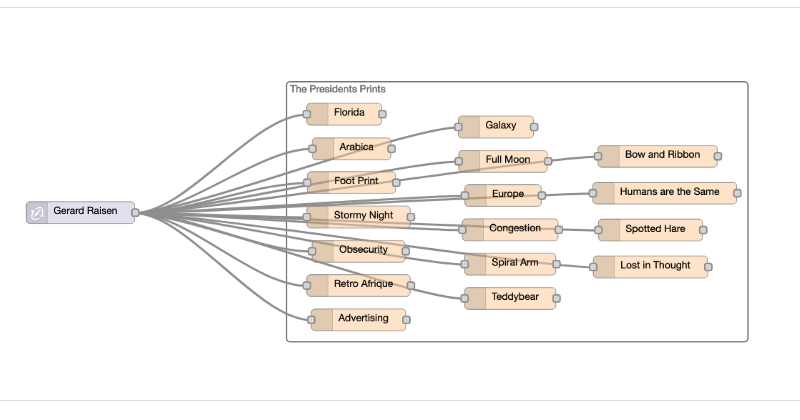 The Presidents Prints
Gerard Raisen
Florida
Arabica
Foot Print
Stormy Night
Obsecurity
Retro Afrique
Advertising
Galaxy
Full Moon
Europe
Congestion
Spiral Arm
Teddybear
Bow and Ribbon
Humans are the Same
Spotted Hare
Lost in Thought